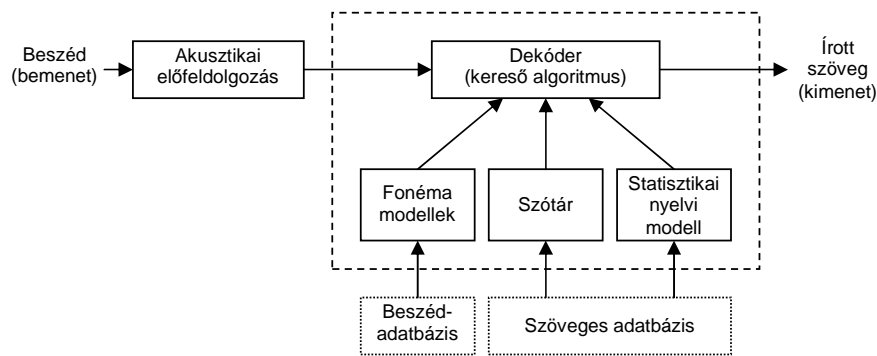 Beszéd
(bemenet)
Akusztikai
előfeldolgozás
Dekóder
(kereső algoritmus)
Írott
szöveg
(kimenet)
Fonéma
modellek
Szótár
Statisztikai
nyelvi
modell
Beszéd-
adatbázis
Szöveges adatbázis